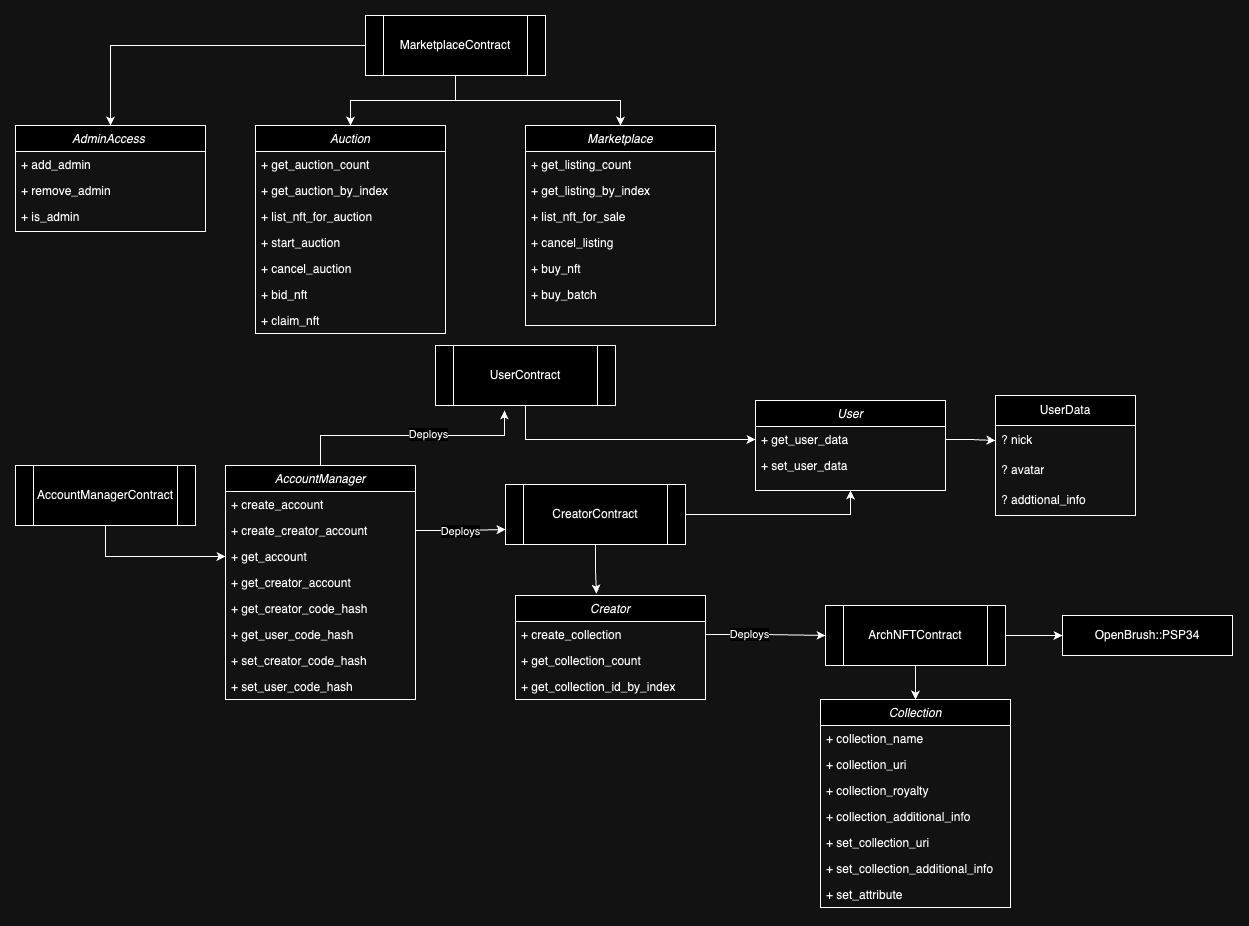 MarketplaceContract
AdminAccess
+ add_admin
+ remove_admin
+ is_admin
Auction
+ get_auction_count
+ get_auction_by_index
+ list_nft_for_auction
+ start_auction
+ cancel_auction
+ bid_nft
+ claim_nft
Marketplace
+ get_listing_count
+ get_listing_by_index
+ list_nft_for_sale
+ cancel_listing
+ buy_nft
+ buy_batch
UserContract
Deploys
User
+ get_user_data
+ set_user_data
UserData
? nick
? avatar
? addtional_info
AccountManagerContract
AccountManager
+ create_account
+ create_creator_account
+ get_account
+ get_creator_account
+ get_creator_code_hash
+ get_user_code_hash
+ set_creator_code_hash
+ set_user_code_hash
Deploys
CreatorContract
Creator
+ create_collection
+ get_collection_count
+ get_collection_id_by_index
Deploys
ArchNFTContract
OpenBrush::PSP34
Collection
+ collection_name
+ collection_uri
+ collection_royalty
+ collection_additional_info
+ set_collection_uri
+ set_collection_additional_info
+ set_attribute